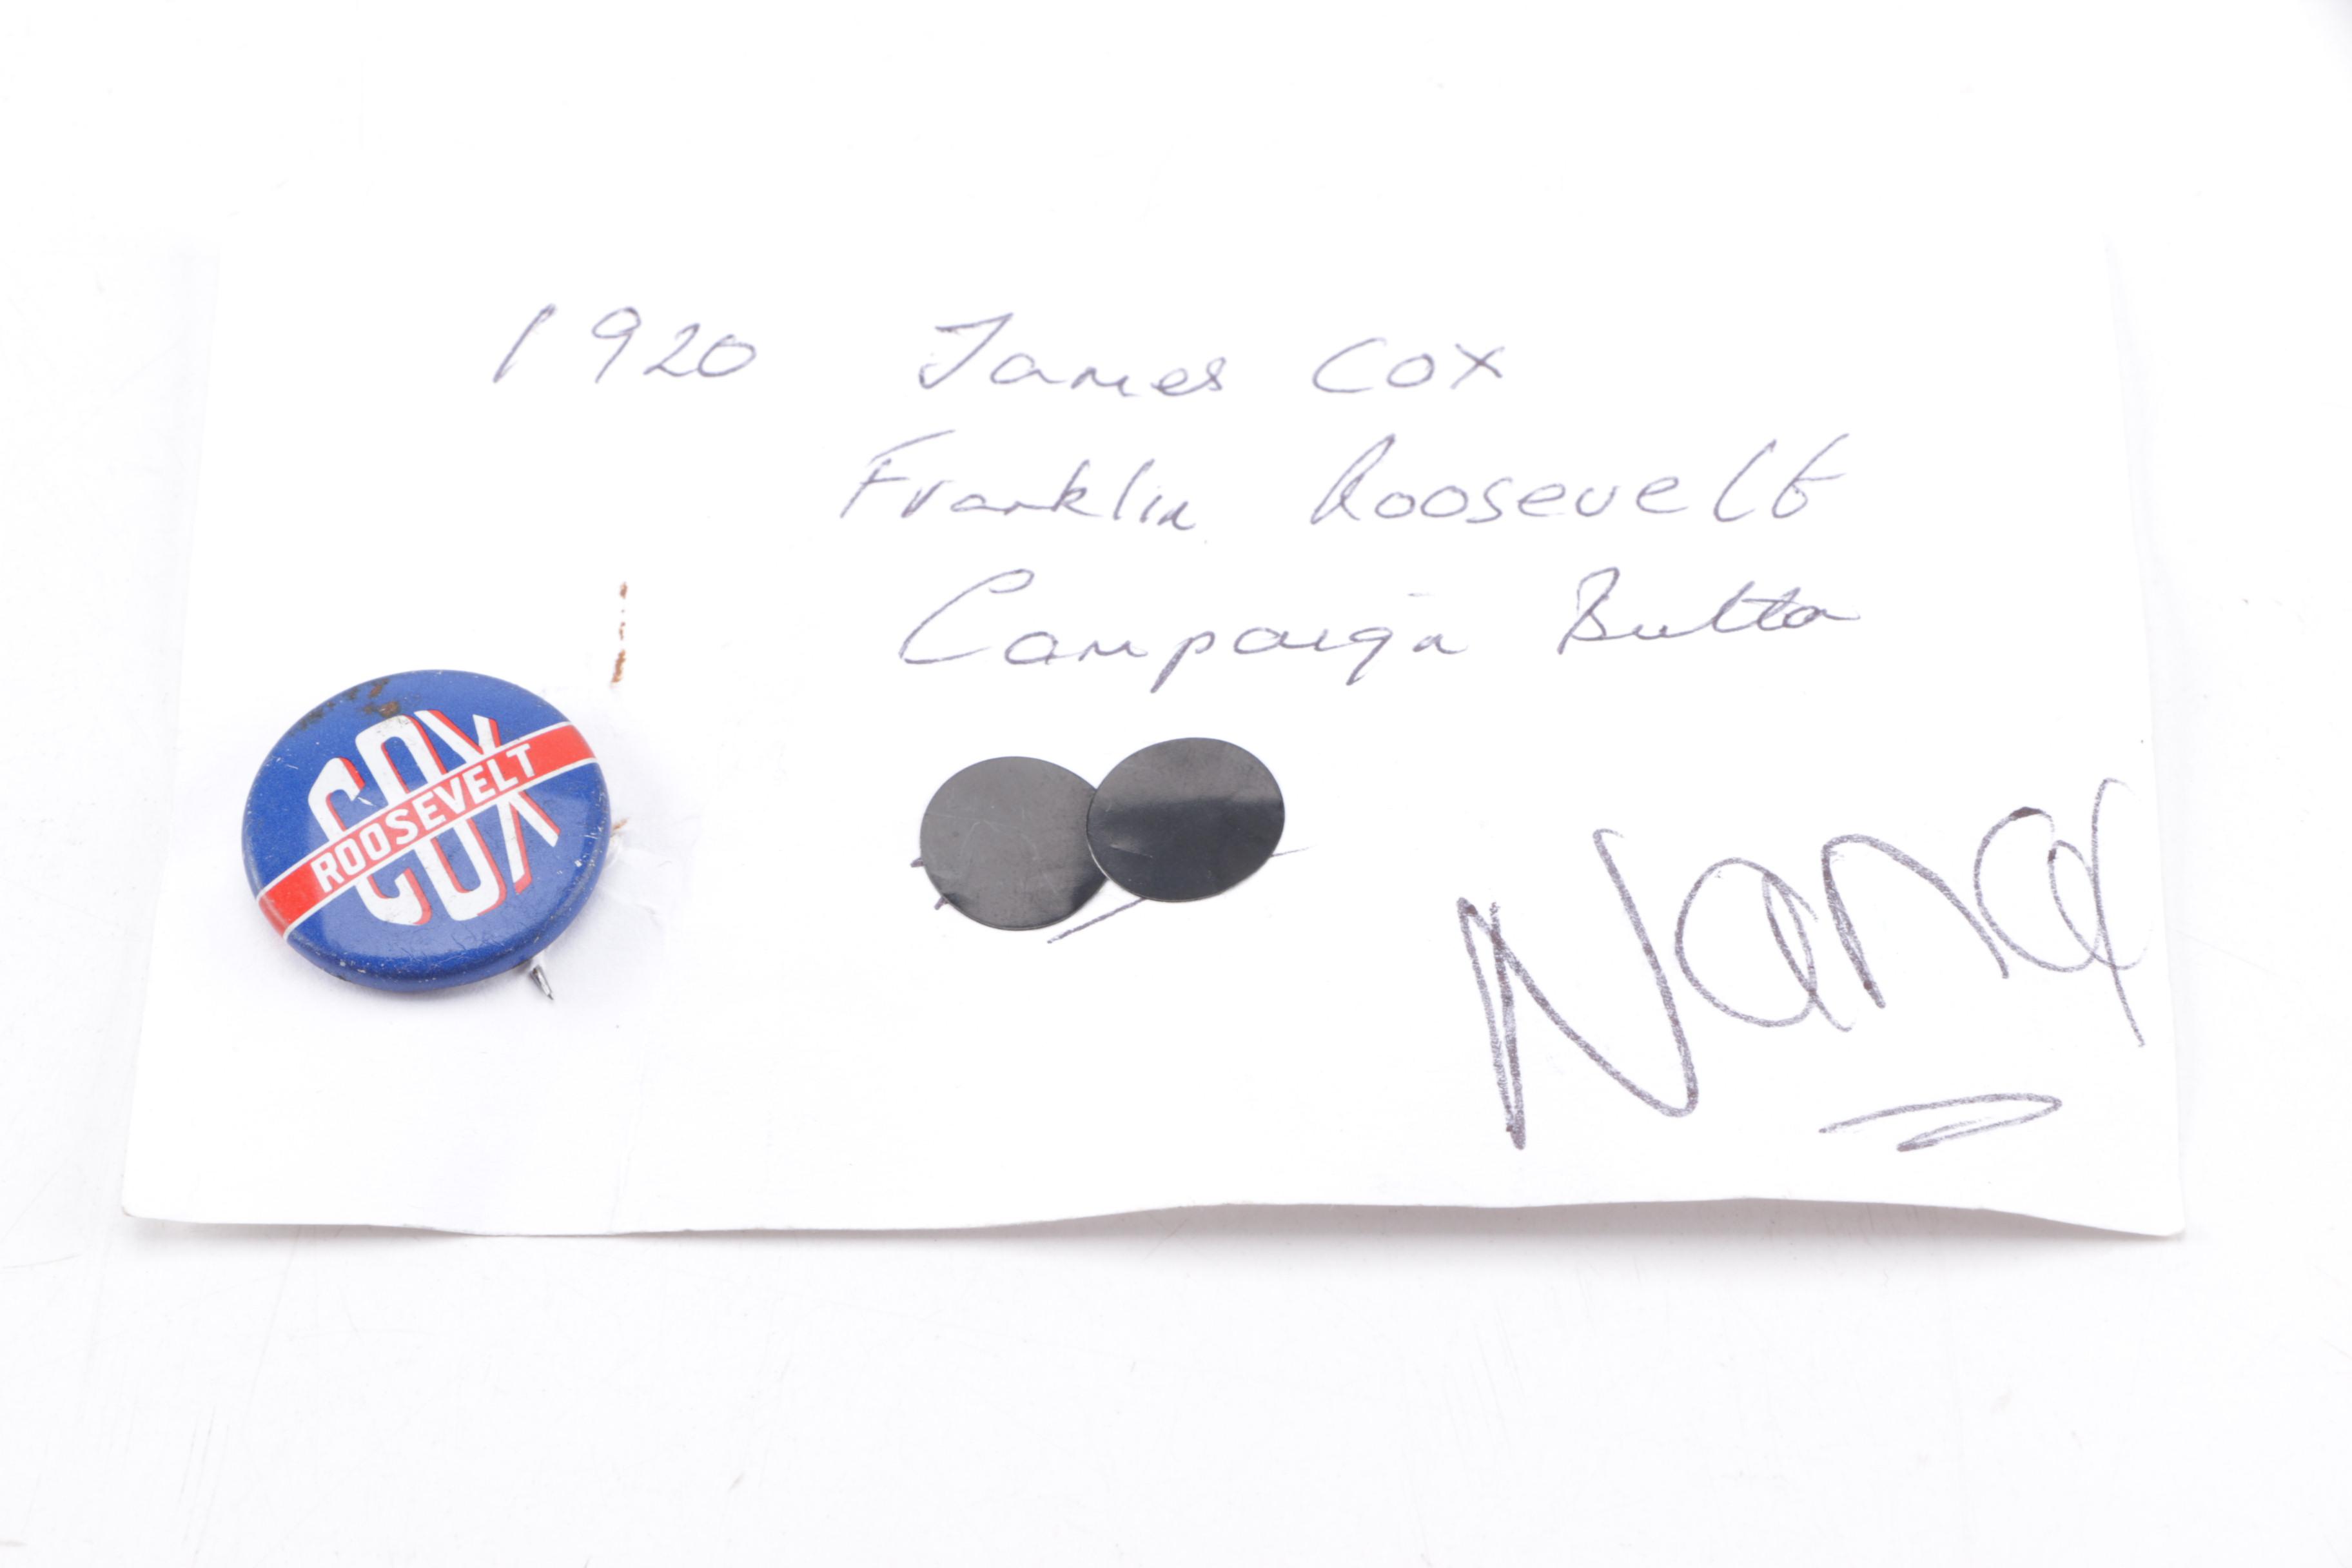 1920 James Cox
Franklin Roosevelt
Campaign Button
COX
ROOSEVELT
Nana